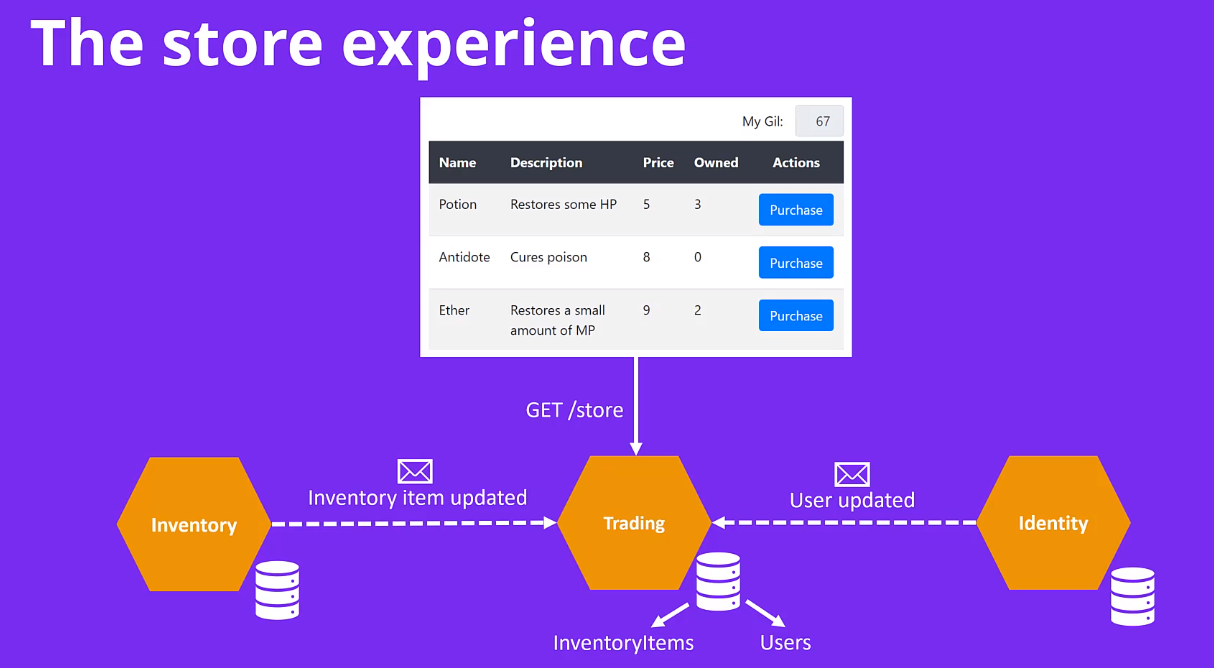 The store experience
My Gil: 67
Name Description Price Owned Actions
Potion Restores some HP 5 3 Purchase
Antidote Cures poison 8 0 Purchase
Ether Restores a small 9 2 Purchase
amount of MP
GET /store
Inventory item updated
User updated
Inventory
Trading
Identity
InventoryItems
Users